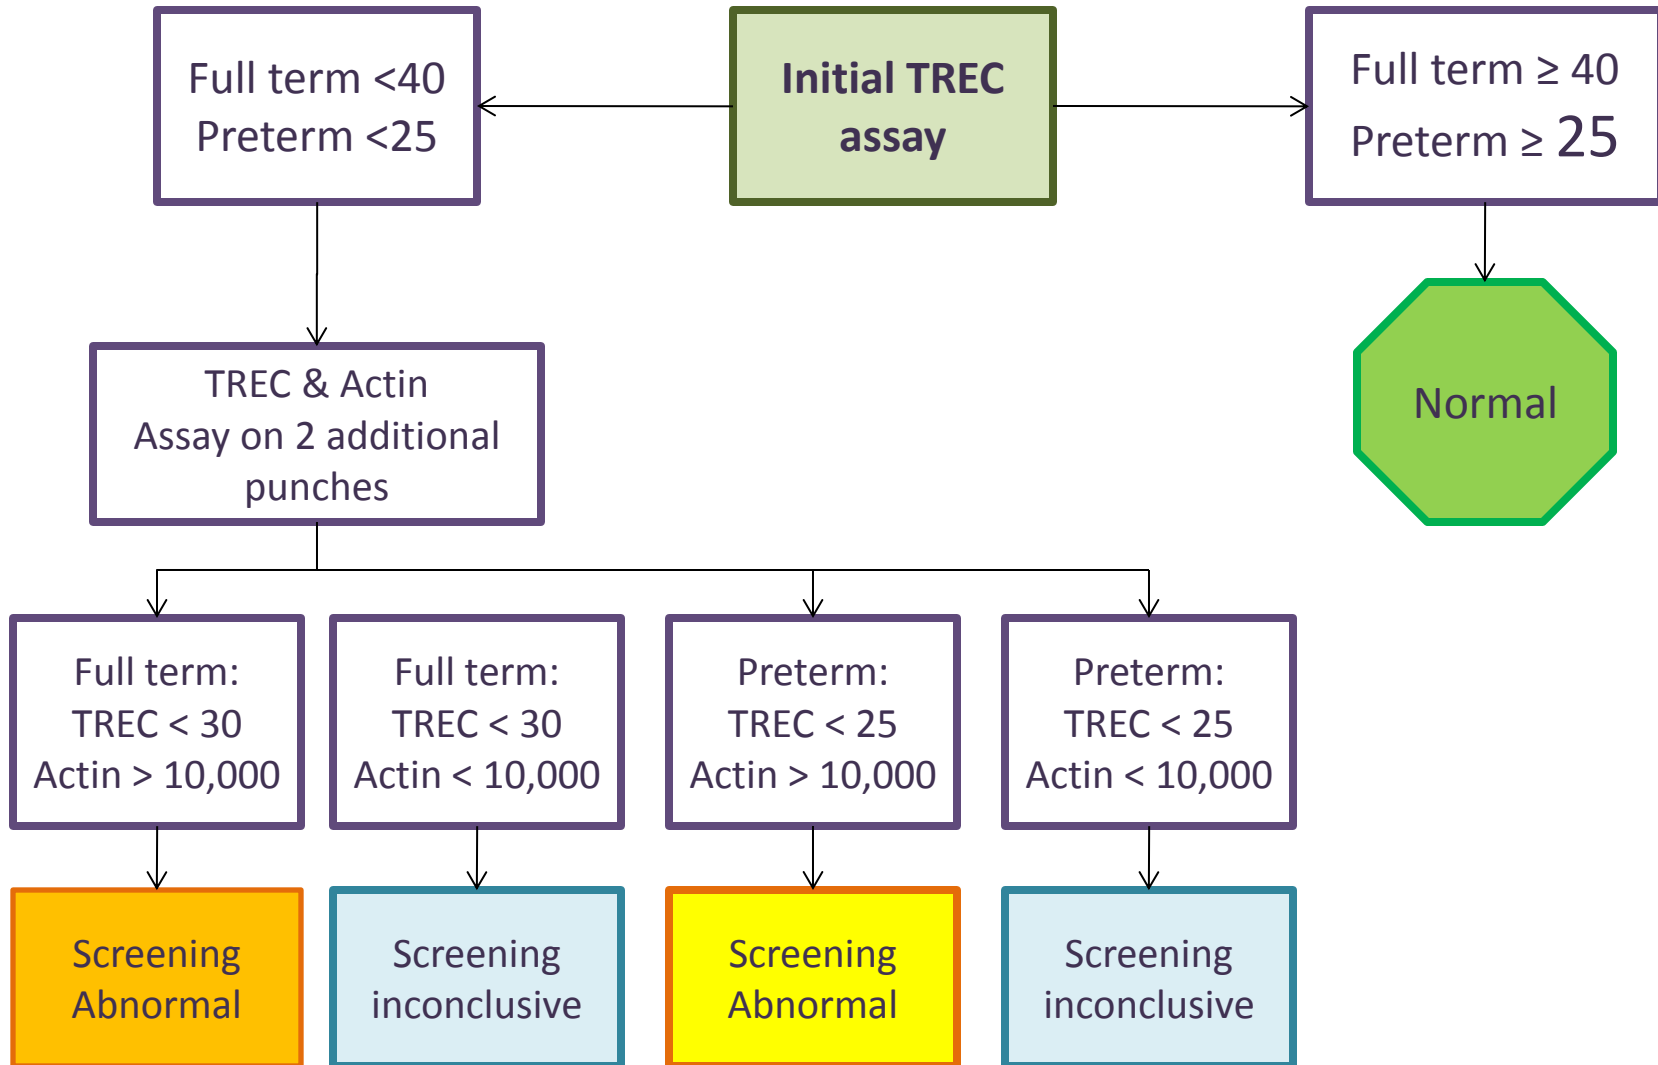 Full term <40
Preterm <25
Initial TREC
assay
Full term ≥ 40
Preterm ≥ 25
TREC & Actin
Assay on 2 additional
punches
Normal
Full term:
TREC < 30
Actin > 10,000
Full term:
TREC < 30
Actin < 10,000
Preterm:
TREC < 25
Actin > 10,000
Preterm:
TREC < 25
Actin < 10,000
Screening
Abnormal
Screening
inconclusive
Screening
Abnormal
Screening
inconclusive